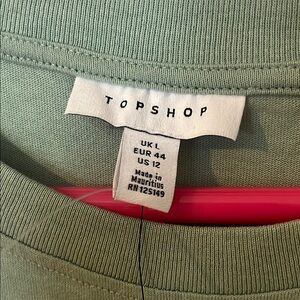 TOPSHOP
UK L
EUR 44
US 12
Made in
Mauritius
RN 125149